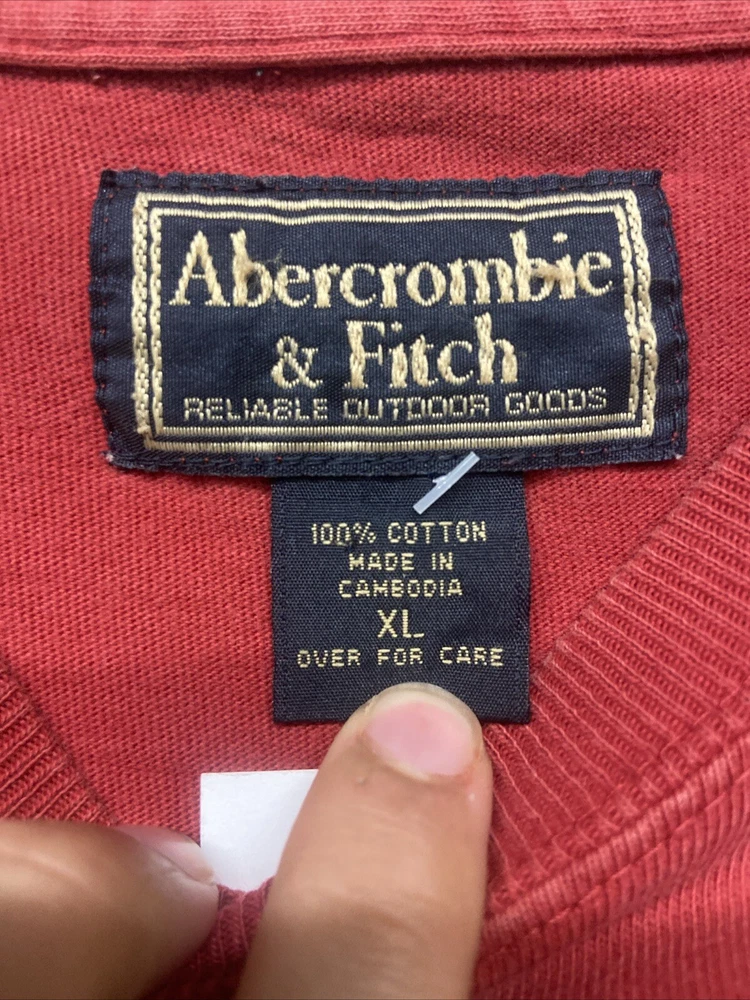 Abercrombie
& Fitch
RELIABLE OUTDOOR GOODS
100% COTTON
MADE IN
CAMBODIA
XL
OVER FOR CARE